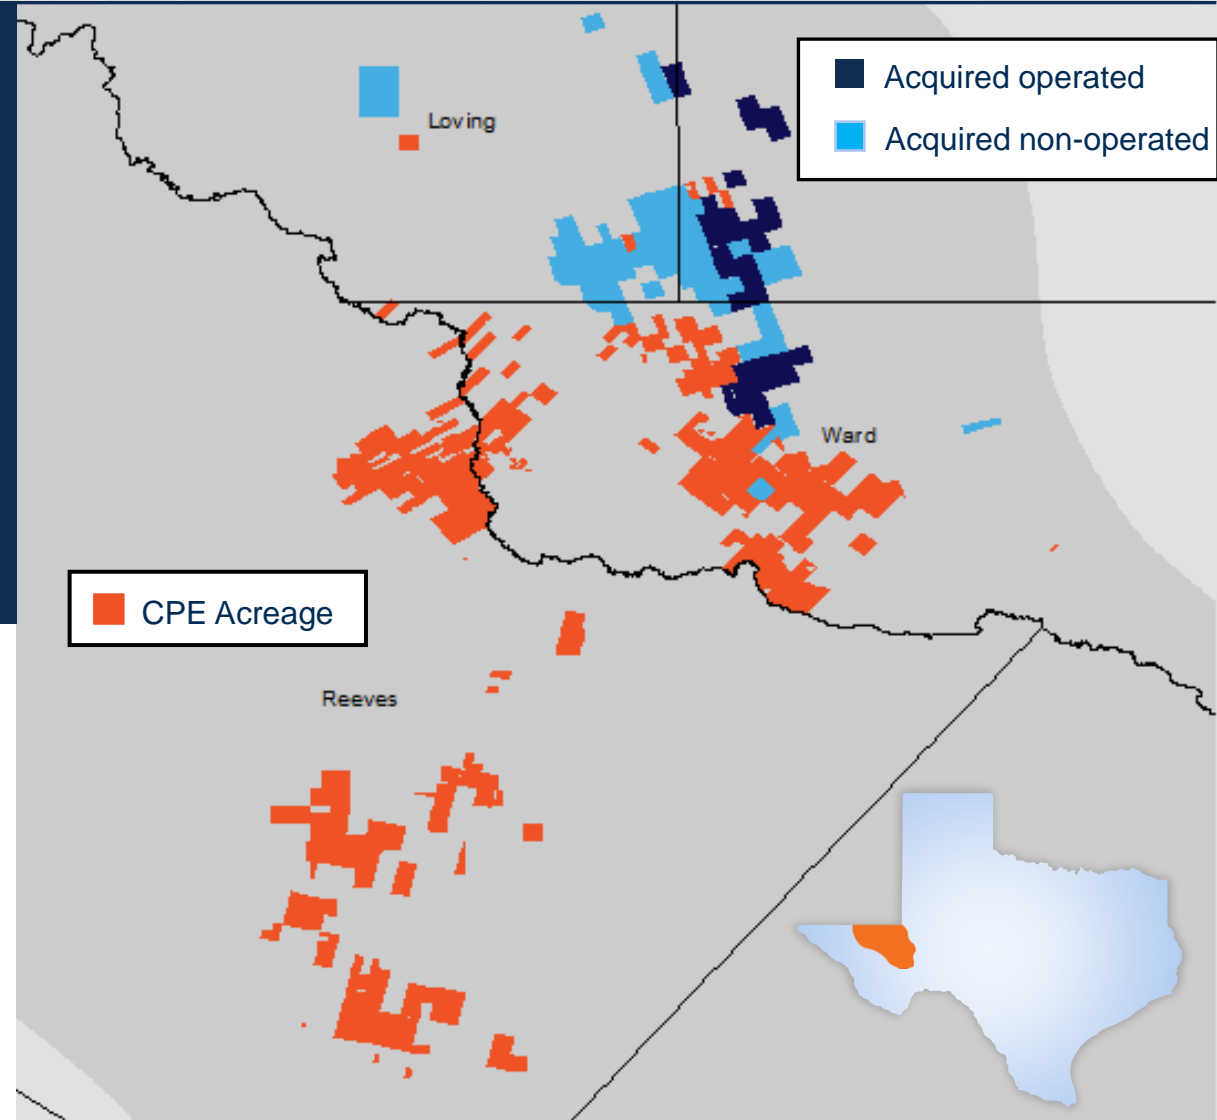 Acquired operated
Acquired non-operated
Loving
Ward
CPE Acreage
Reeves